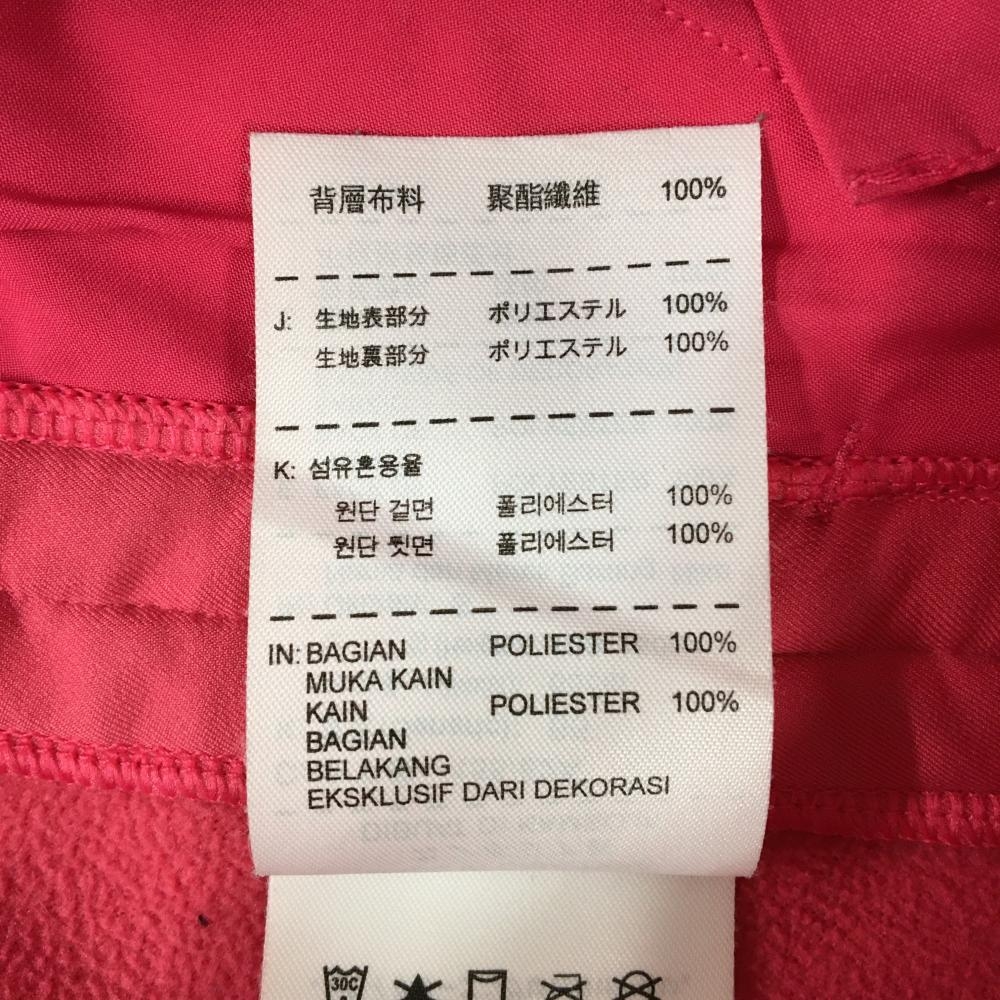 背層布料 聚酯纖維 100%
J: 生地表部分 ポリエステル 100%
生地裏部分 ポリエステル 100%
K: 섬유혼용율
원단 겉면 폴리에스터 100%
원단 뒷면 폴리에스터 100%
IN: BAGIAN POLIESTER 100%
MUKA KAIN
KAIN POLIESTER 100%
BAGIAN
BELAKANG
EKSKLUSIF DARI DEKORASI
30C